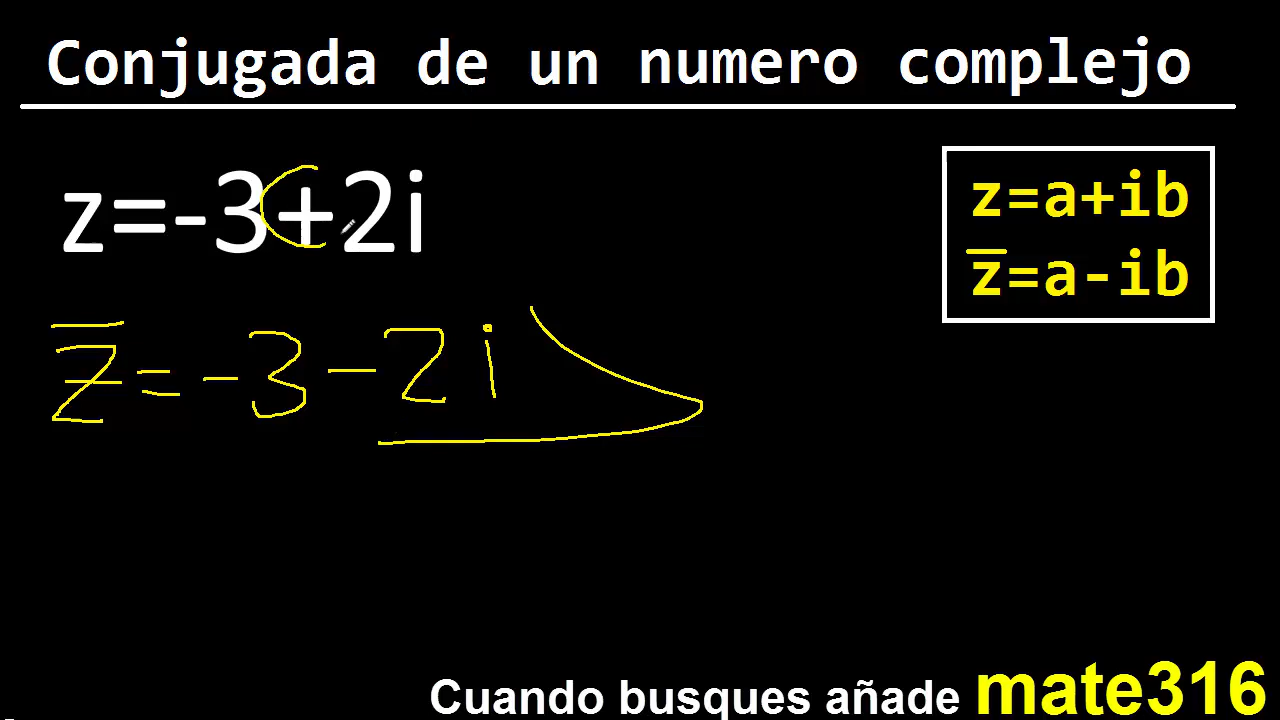 Conjugada de un numero complejo
z=-3+2i
z=a+ib
z̅=a-ib
z̅=-3-2i
Cuando busques añade mate316